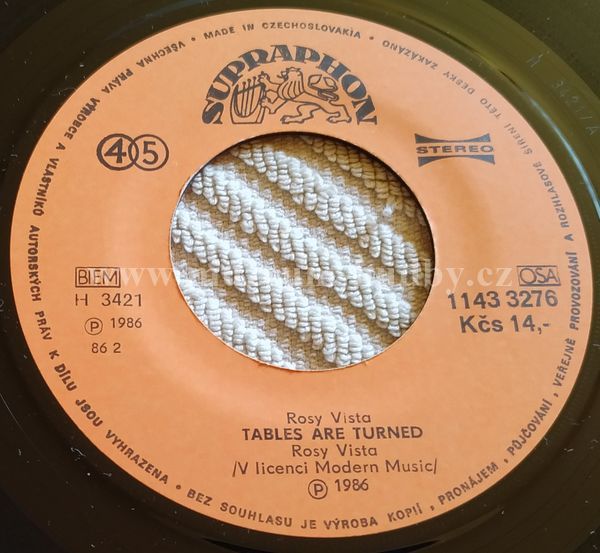 VŠECHNA PRÁVA VÝROBCE A VLASTNÍKŮ AUTORSKÝCH PRÁV K DÍLU JSOU VYHRAZENA • BEZ SOUHLASU JE VÝROBA KOPIÍ, PRONÁJEM, PŮJČOVÁNÍ, VEŘEJNÉ PROVOZOVÁNÍ A ROZHLASOVÉ ŠÍŘENÍ TÉTO DESKY ZAKÁZÁNO • MADE IN CZECHOSLOVAKIA •
SUPRAPHON
45
STEREO
BIEM
OSA
H 3421
1143 3276
Ⓟ 1986
Kčs 14,-
86 2
Rosy Vista
TABLES ARE TURNED
Rosy Vista
/V licenci Modern Music/
Ⓟ 1986